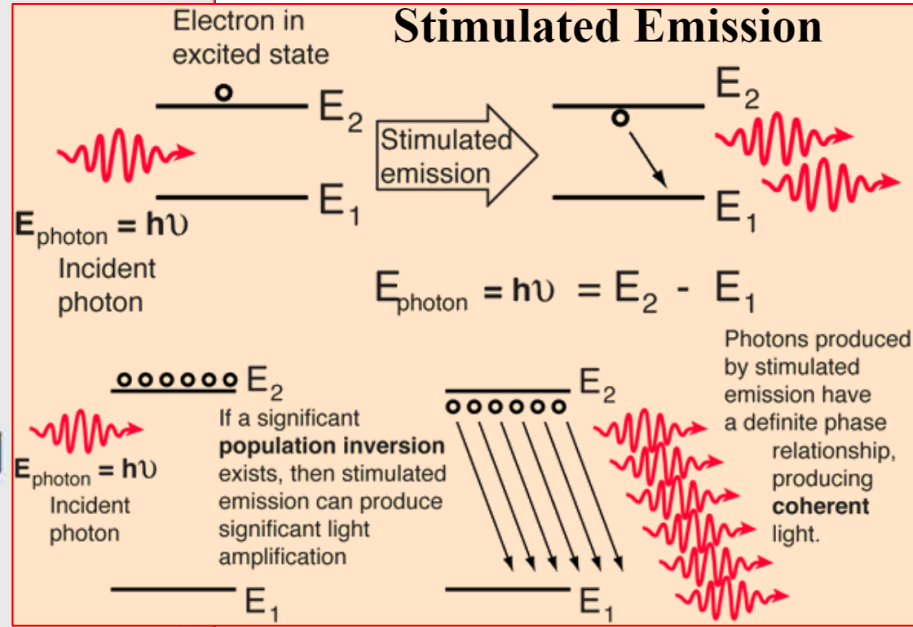 Stimulated Emission
Electron in
excited state
E2
E1
Stimulated
emission
E2
E1
Ephoton = hυ
Incident
photon
Ephoton = hυ = E2 - E1
E2
Ephoton = hυ
Incident
photon
If a significant
population inversion
exists, then stimulated
emission can produce
significant light
amplification
E1
E2
E1
Photons produced
by stimulated
emission have
a definite phase
relationship,
producing
coherent
light.